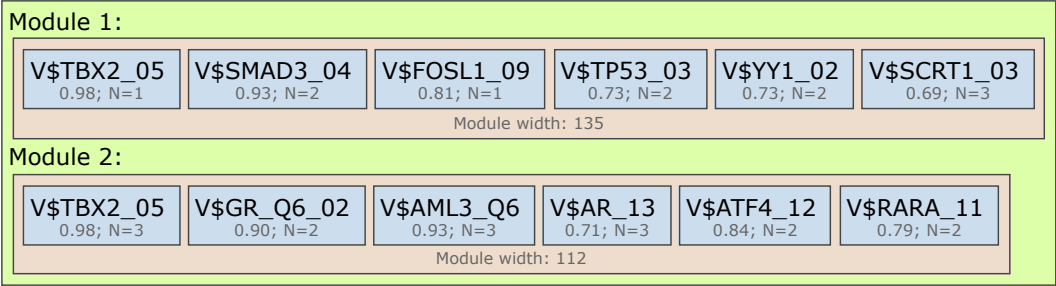 Module 1:
V$TBX2_05 V$SMAD3_04 V$FOSL1_09 V$TP53_03 V$YY1_02 V$SCRT1_03
0.98; N=1 0.93; N=2 0.81; N=1 0.73; N=2 0.73; N=2 0.69; N=3
Module width: 135
Module 2:
V$TBX2_05 V$GR_Q6_02 V$AML3_Q6 V$AR_13 V$ATF4_12 V$RARA_11
0.98; N=3 0.90; N=2 0.93; N=3 0.71; N=3 0.84; N=2 0.79; N=2
Module width: 112